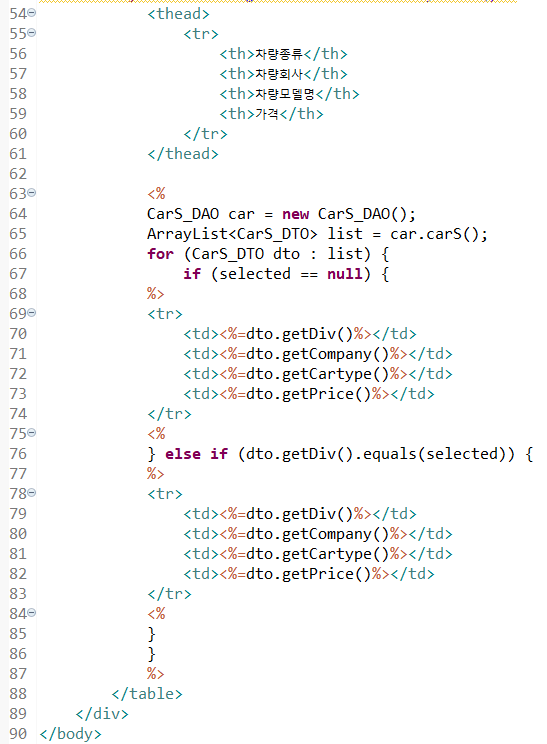 54 <thead>
55 <tr>
56 <th>차량종류</th>
57 <th>차량회사</th>
58 <th>차량모델명</th>
59 <th>가격</th>
60 </tr>
61 </thead>
62
63 <%
64 CarS_DAO car = new CarS_DAO();
65 ArrayList<CarS_DTO> list = car.carS();
66 for (CarS_DTO dto : list) {
67 if (selected == null) {
68 %>
69 <tr>
70 <td><%=dto.getDiv()%></td>
71 <td><%=dto.getCompany()%></td>
72 <td><%=dto.getCartype()%></td>
73 <td><%=dto.getPrice()%></td>
74 </tr>
75 <%
76 } else if (dto.getDiv().equals(selected)) {
77 %>
78 <tr>
79 <td><%=dto.getDiv()%></td>
80 <td><%=dto.getCompany()%></td>
81 <td><%=dto.getCartype()%></td>
82 <td><%=dto.getPrice()%></td>
83 </tr>
84 <%
85 }
86 }
87 %>
88 </table>
89 </div>
90 </body>